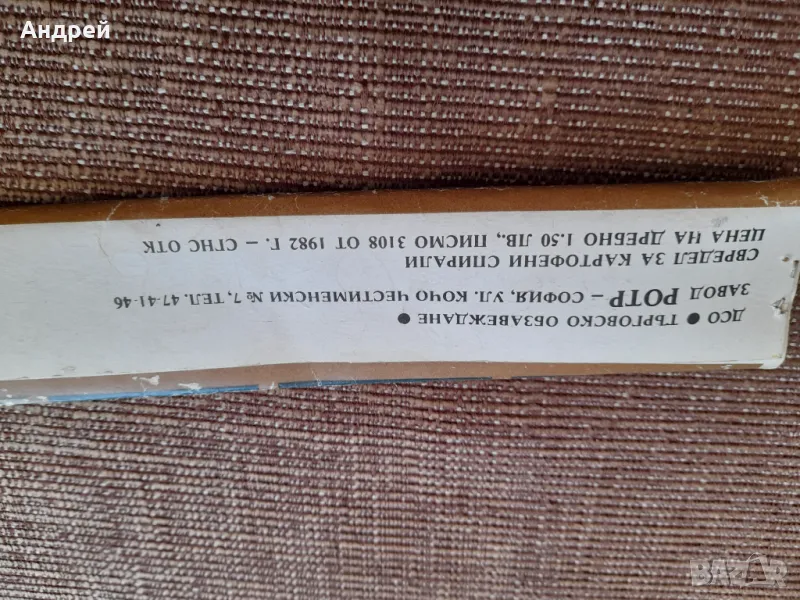 Андрей
ДСО • ТЪРГОВСКО ОБЗАВЕЖДАНЕ •
ЗАВОД РОТР – СОФИЯ, УЛ. КОЧО ЧЕСТИМЕНСКИ № 7, ТЕЛ. 47-41-46
СВРЕДЕЛ ЗА КАРТОФЕНИ СПИРАЛИ
ЦЕНА НА ДРЕБНО 1.50 ЛВ., ПИСМО 3108 ОТ 1982 Г. – СГНС ОТК
BAZAR